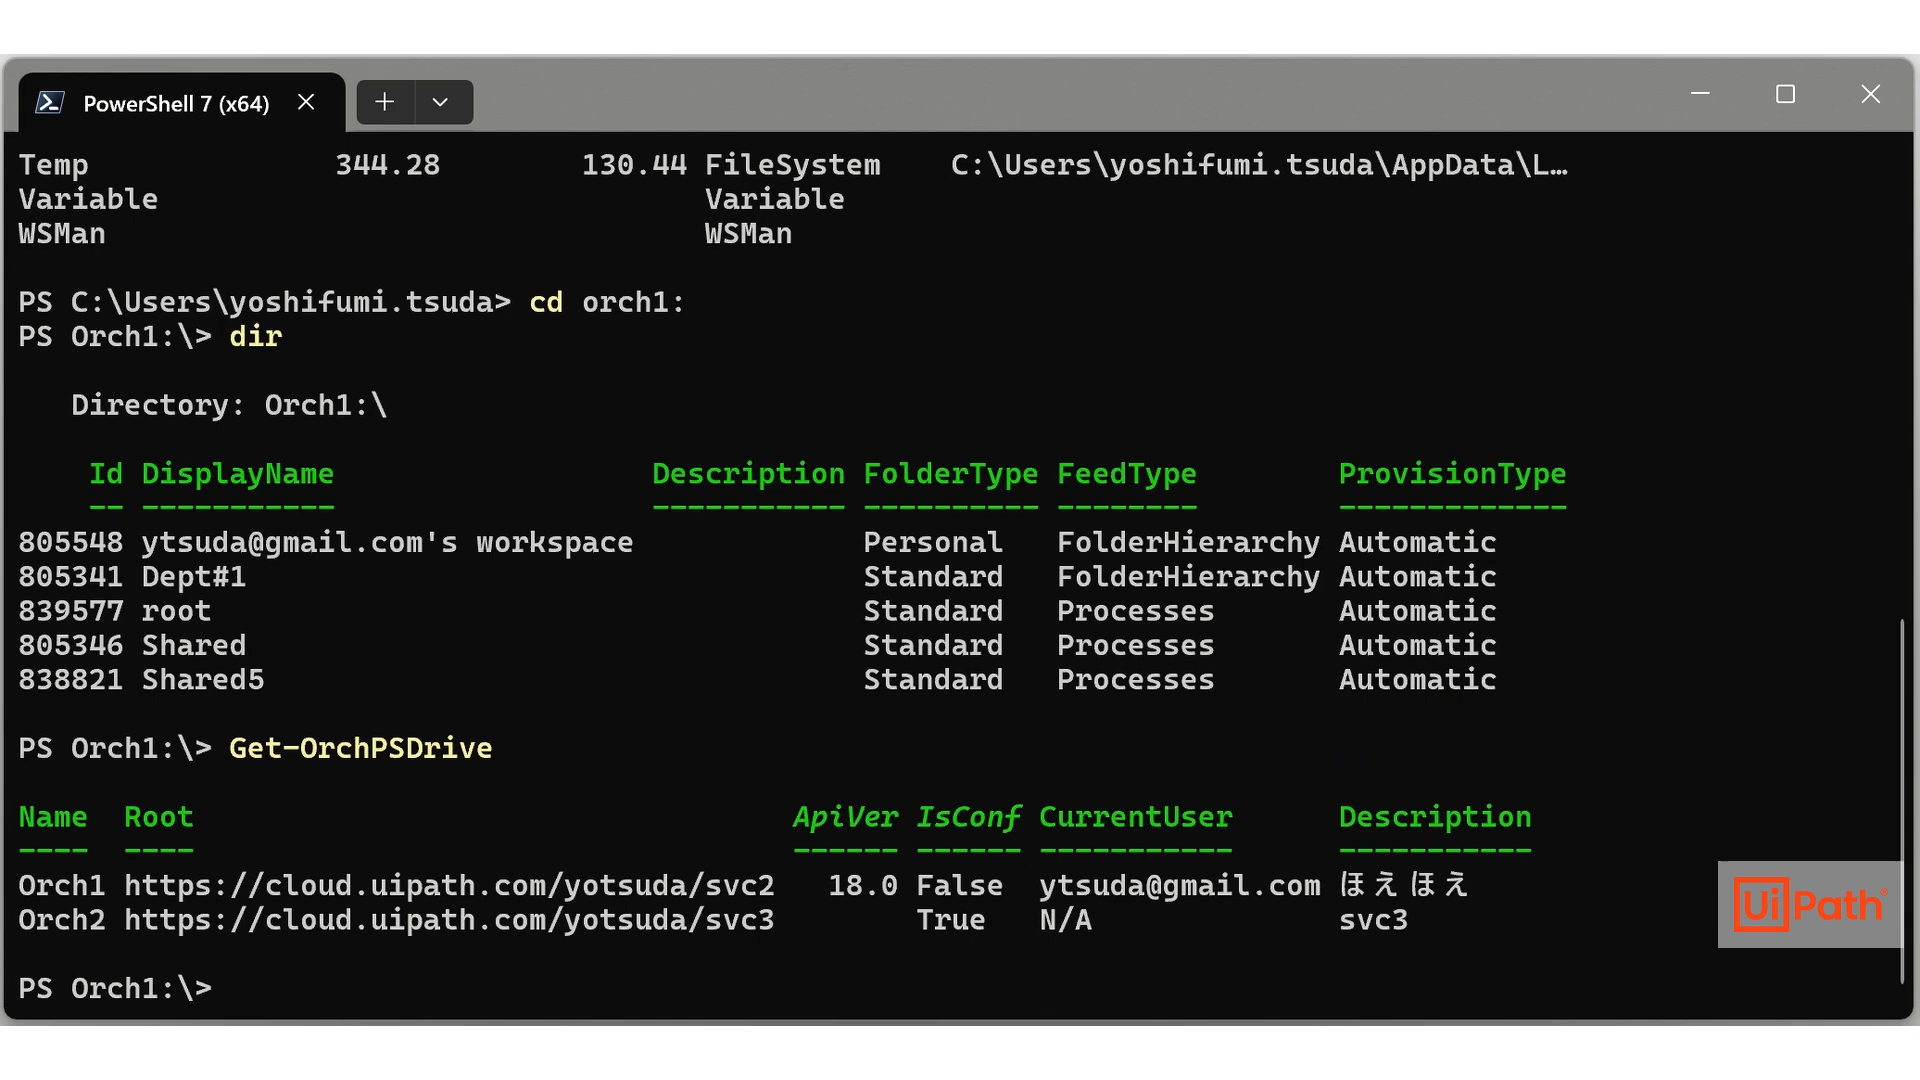 PowerShell 7 (x64)
Temp 344.28 130.44 FileSystem C:\Users\yoshifumi.tsuda\AppData\L…
Variable Variable
WSMan WSMan
PS C:\Users\yoshifumi.tsuda> cd orch1:
PS Orch1:\> dir
Directory: Orch1:\
Id DisplayName Description FolderType FeedType ProvisionType
-- ----------- ----------- ---------- -------- -------------
805548 ytsuda@gmail.com's workspace Personal FolderHierarchy Automatic
805341 Dept#1 Standard FolderHierarchy Automatic
839577 root Standard Processes Automatic
805346 Shared Standard Processes Automatic
838821 Shared5 Standard Processes Automatic
PS Orch1:\> Get-OrchPSDrive
Name Root ApiVer IsConf CurrentUser Description
---- ---- ------ ------ ----------- -----------
Orch1 https://cloud.uipath.com/yotsuda/svc2 18.0 False ytsuda@gmail.com ほえほえ
Orch2 https://cloud.uipath.com/yotsuda/svc3 True N/A svc3
UiPath
PS Orch1:\>